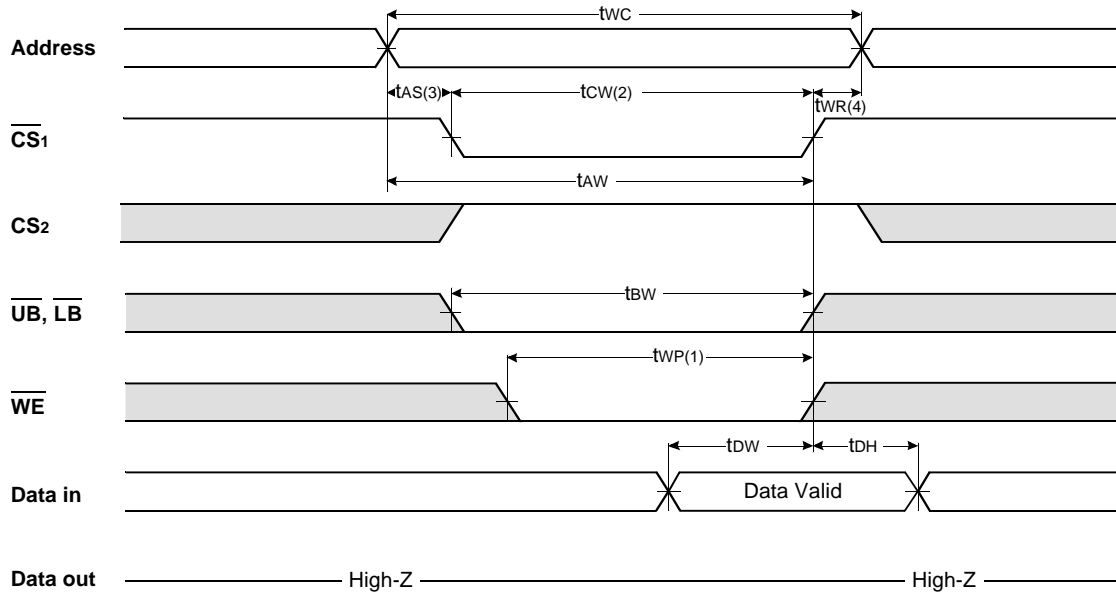 tWC
Address
tAS(3) tCW(2) tWR(4)
CS1
tAW
CS2
tBW
UB, LB
tWP(1)
WE
tDW tDH
Data in Data Valid
Data out High-Z High-Z